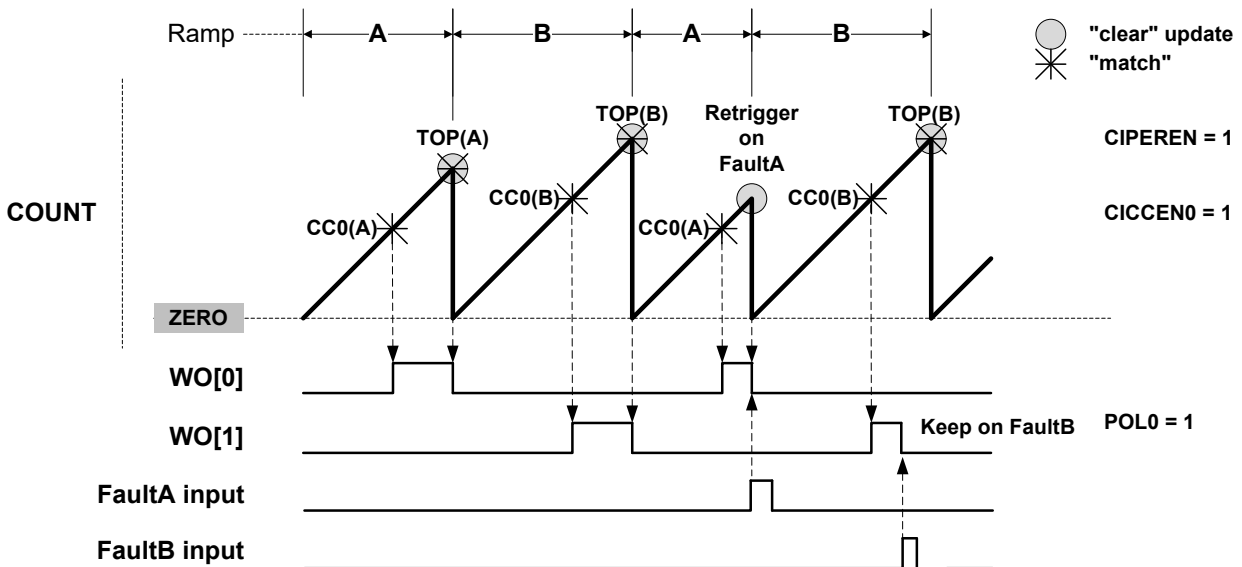 Ramp A B A B
"clear" update
"match"
TOP(A)
TOP(B)
Retrigger
on
FaultA
TOP(B)
CIPEREN = 1
COUNT
CC0(A)
CC0(B)
CC0(A)
CC0(B)
CICCEN0 = 1
ZERO
WO[0]
WO[1]
Keep on FaultB
POL0 = 1
FaultA input
FaultB input